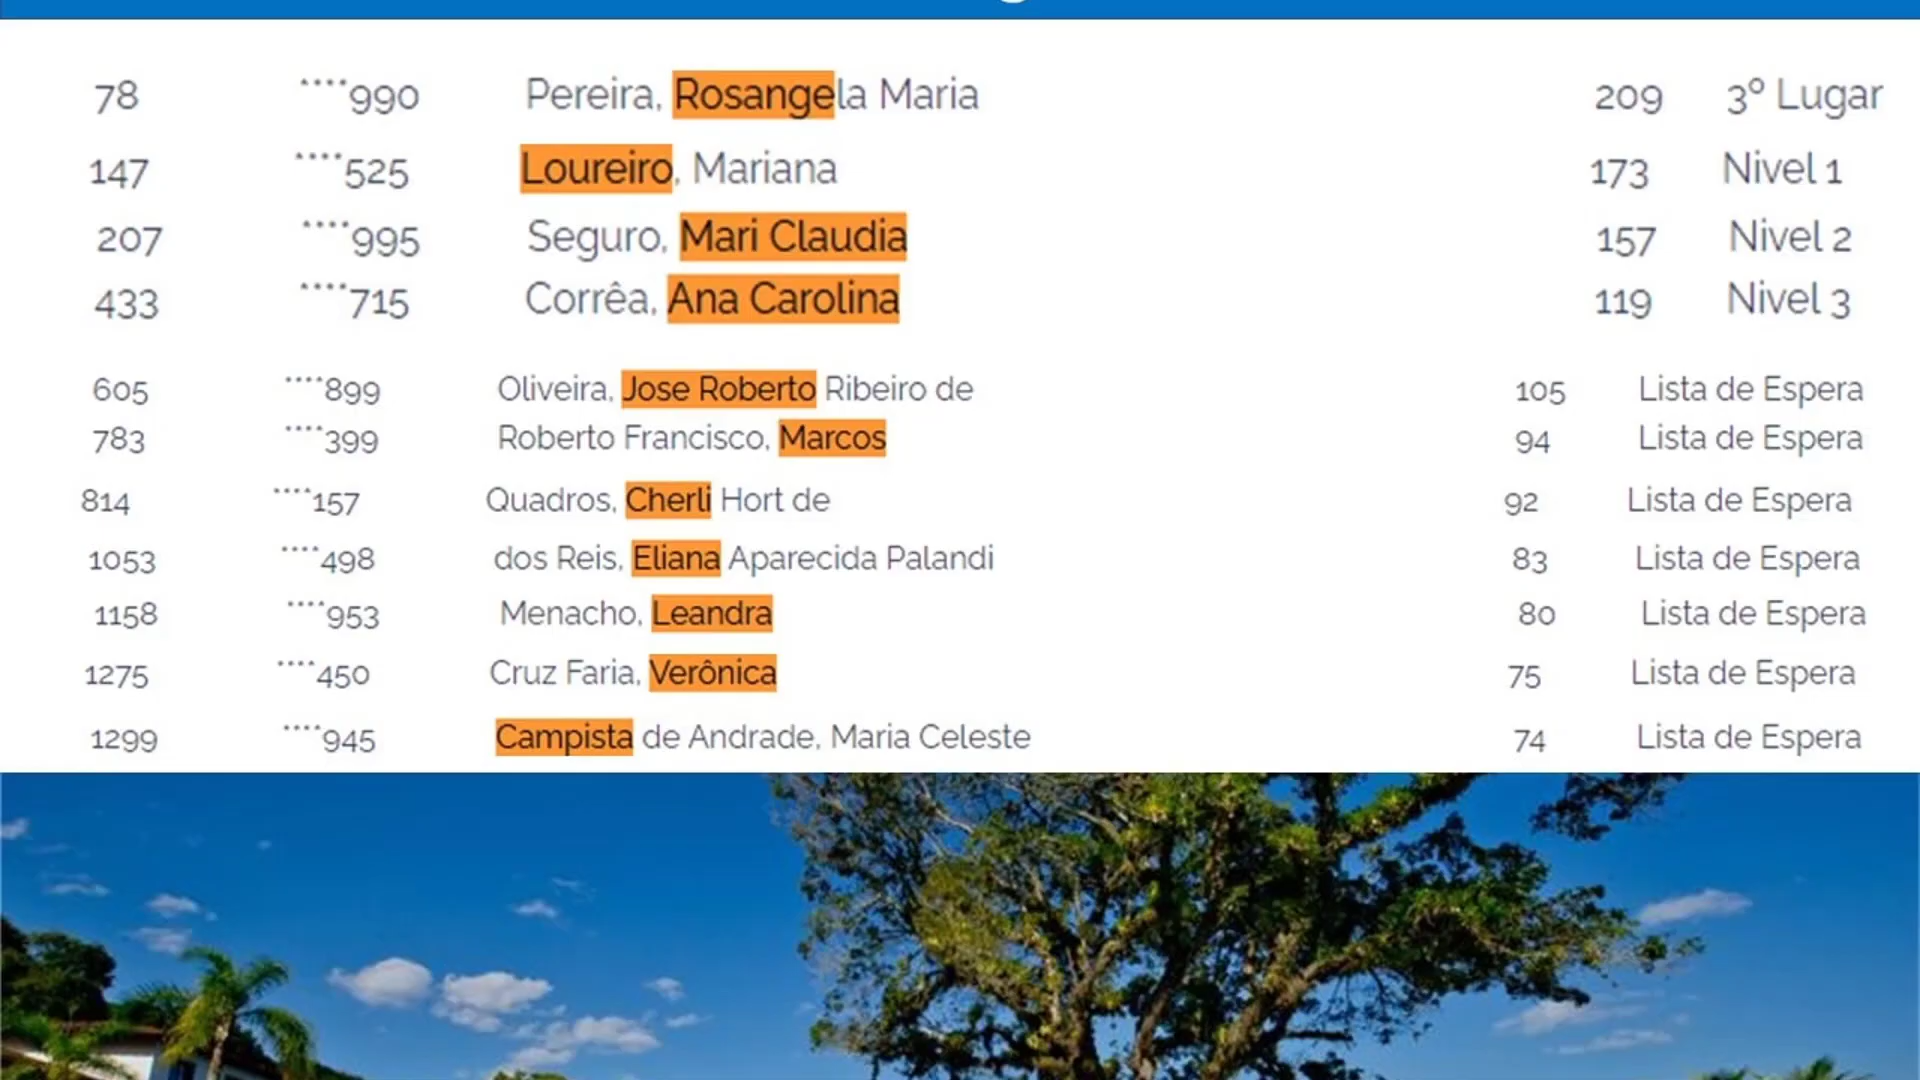 78 ****990 Pereira, Rosangela Maria 209 3º Lugar
147 ****525 Loureiro, Mariana 173 Nivel 1
207 ****995 Seguro, Mari Claudia 157 Nivel 2
433 ****715 Corrêa, Ana Carolina 119 Nivel 3
605 ****899 Oliveira, Jose Roberto Ribeiro de 105 Lista de Espera
783 ****399 Roberto Francisco, Marcos 94 Lista de Espera
814 ****157 Quadros, Cherli Hort de 92 Lista de Espera
1053 ****498 dos Reis, Eliana Aparecida Palandi 83 Lista de Espera
1158 ****953 Menacho, Leandra 80 Lista de Espera
1275 ****450 Cruz Faria, Verônica 75 Lista de Espera
1299 ****945 Campista de Andrade, Maria Celeste 74 Lista de Espera